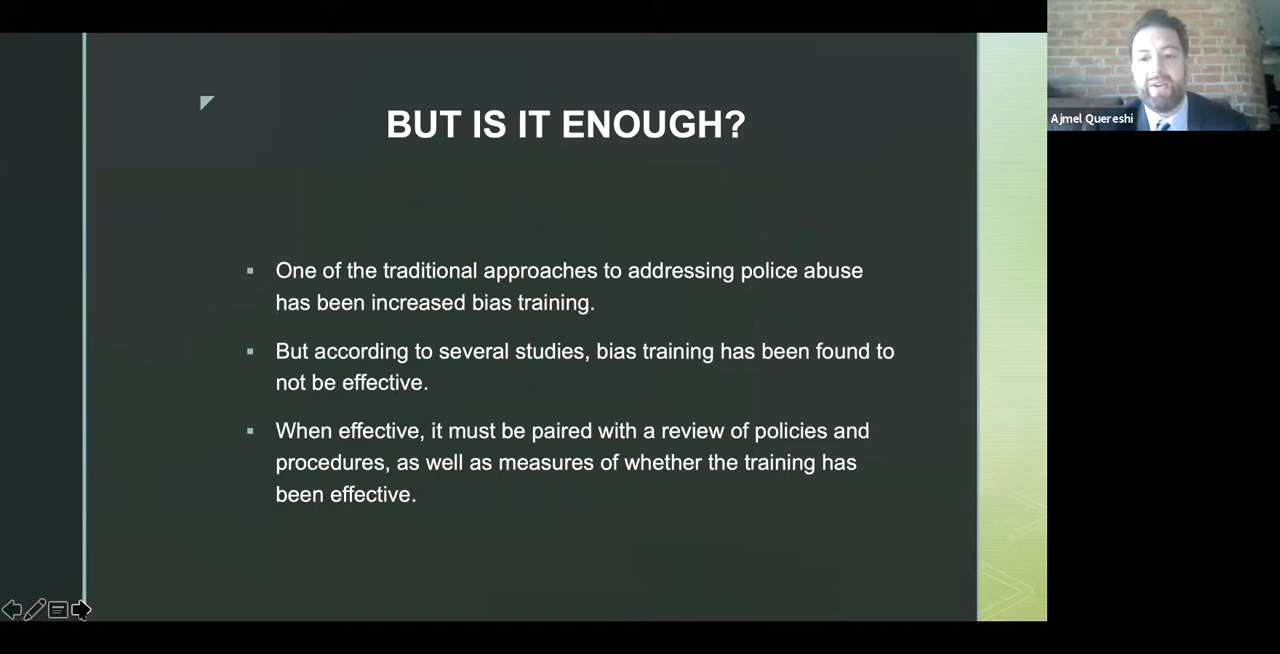 BUT IS IT ENOUGH?
▪ One of the traditional approaches to addressing police abuse
has been increased bias training.
▪ But according to several studies, bias training has been found to
not be effective.
▪ When effective, it must be paired with a review of policies and
procedures, as well as measures of whether the training has
been effective.
Ajmel Quereshi